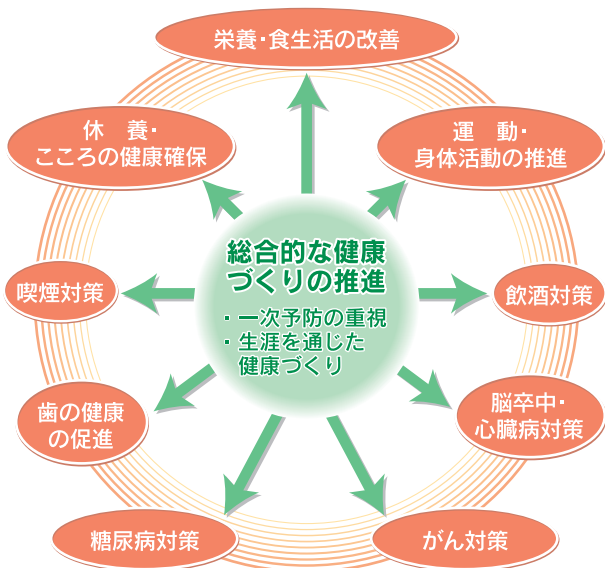 栄養・食生活の改善
休　養・
こころの健康確保
運　動・
身体活動の推進
総合的な健康
づくりの推進
・一次予防の重視
・生涯を通じた
健康づくり
喫煙対策
飲酒対策
歯の健康
の促進
脳卒中・
心臓病対策
糖尿病対策
がん対策